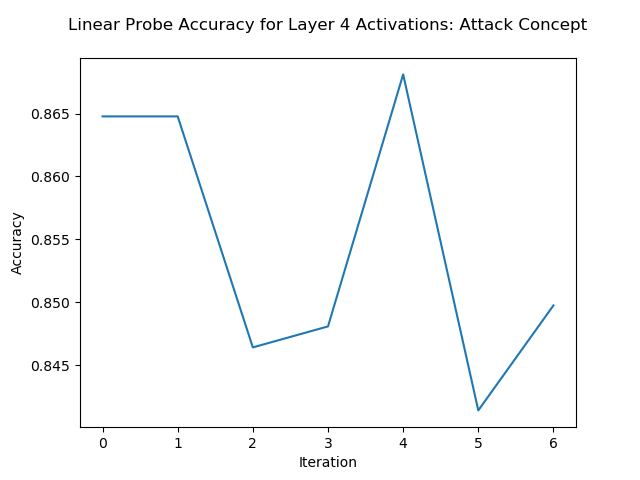 Linear Probe Accuracy for Layer 4 Activations: Attack Concept
0.865
0.860
0.855
0.850
0.845
Accuracy
0 1 2 3 4 5 6
Iteration